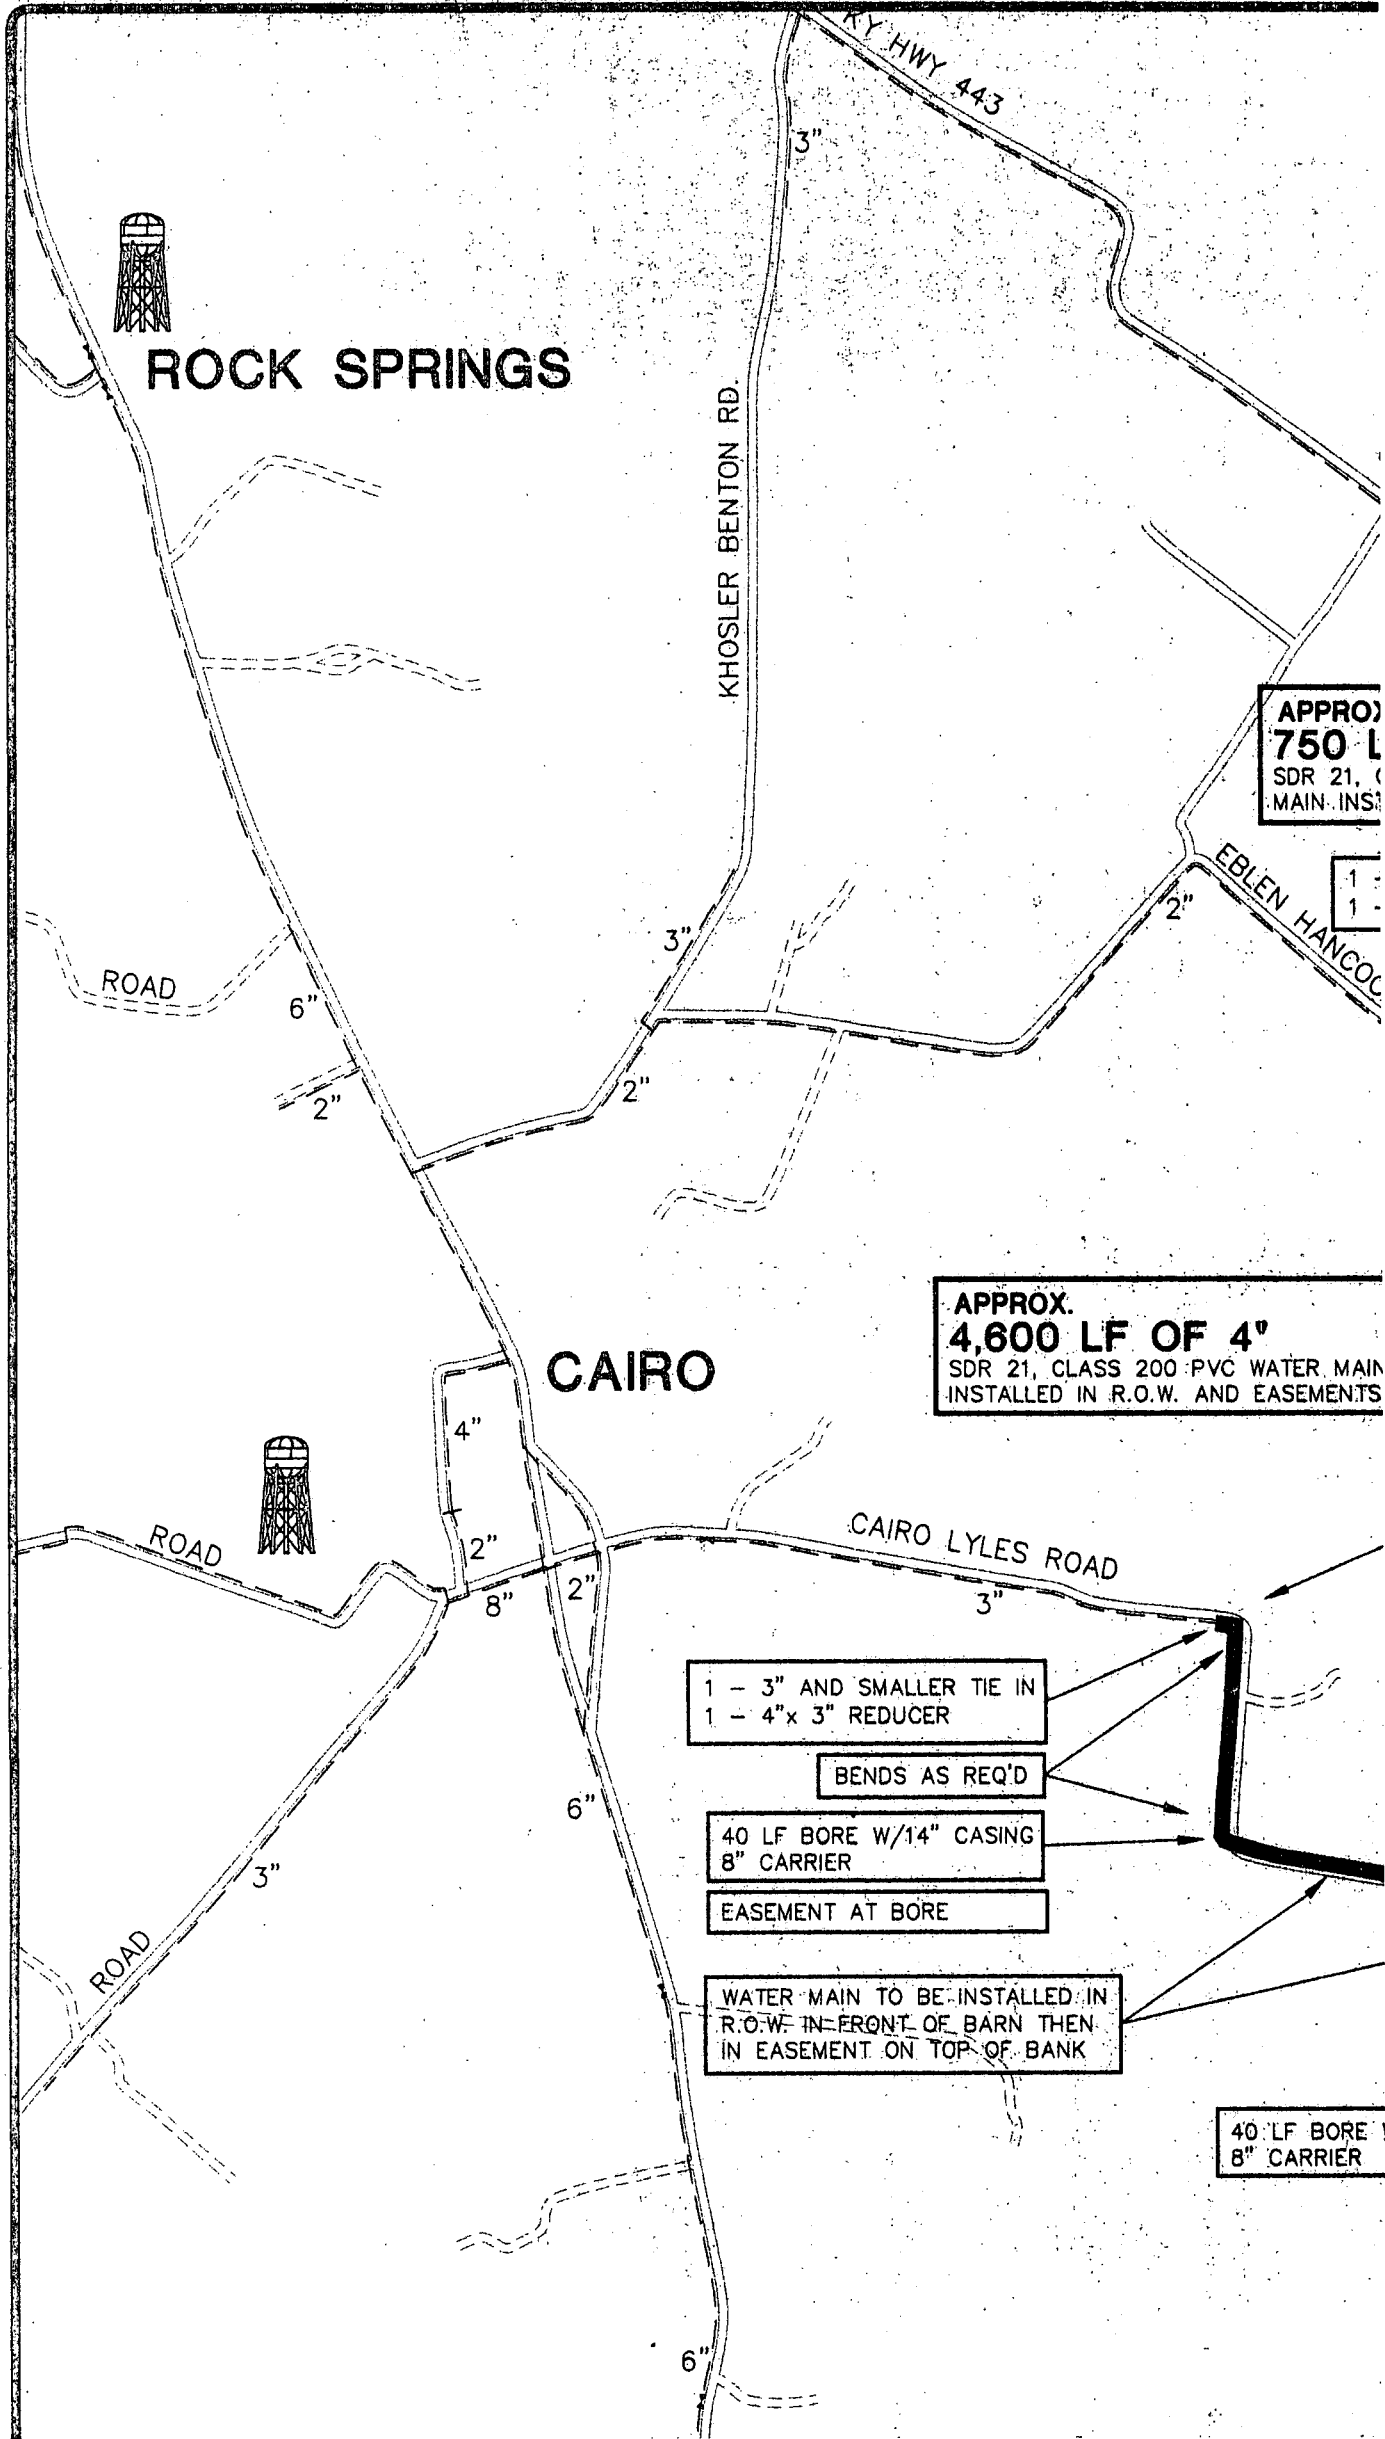 KY HWY 443
3"
ROCK SPRINGS
KHOSLER BENTON RD.
APPROX
750 L
SDR 21,
MAIN INST
EBLEN HANCOC
1 -
1 -
2"
3"
ROAD
6"
2"
2"
APPROX.
4,600 LF OF 4"
SDR 21, CLASS 200 PVC WATER MAIN
INSTALLED IN R.O.W. AND EASEMENTS
CAIRO
4"
ROAD
2"
8"
2"
CAIRO LYLES ROAD
3"
1 - 3" AND SMALLER TIE IN
1 - 4"x 3" REDUCER
BENDS AS REQ'D
6"
40 LF BORE W/14" CASING
8" CARRIER
3"
EASEMENT AT BORE
ROAD
WATER MAIN TO BE INSTALLED IN
R.O.W. IN FRONT OF BARN THEN
IN EASEMENT ON TOP OF BANK
40 LF BORE
8" CARRIER
6"